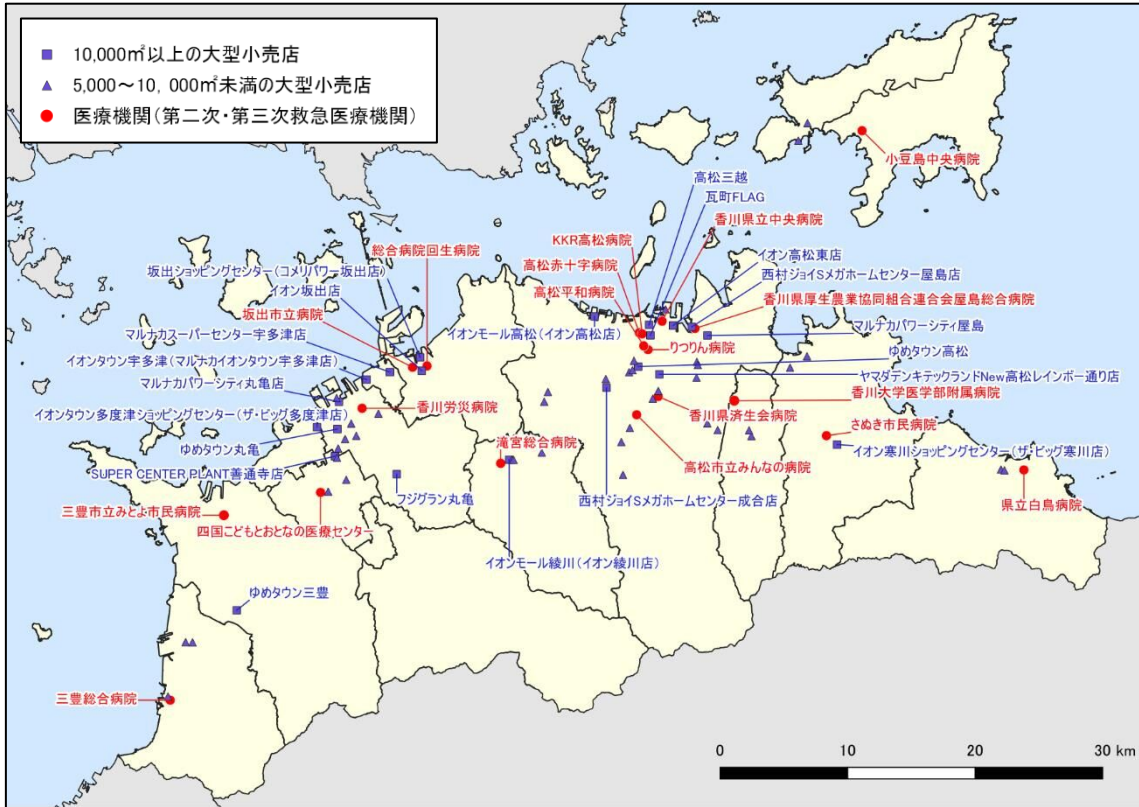 10,000㎡以上の大型小売店
5,000～10，000㎡未満の大型小売店
医療機関（第二次・第三次救急医療機関）
小豆島中央病院
高松三越
瓦町FLAG
香川県立中央病院
KKR高松病院
総合病院回生病院
イオン高松東店
坂出ショッピングセンター（コメリパワー坂出店）
高松赤十字病院
西村ジョイSメガホームセンター屋島店
イオン坂出店
高松平和病院
香川県厚生農業協同組合連合会屋島総合病院
坂出市立病院
マルナカスーパーセンター宇多津店
イオンモール高松（イオン高松店）
マルナカパワーシティ屋島
イオンタウン宇多津（マルナカイオンタウン宇多津店）
りつりん病院
ゆめタウン高松
マルナカパワーシティ丸亀店
ヤマダデンキテックランドNew高松レインボー通り店
イオンタウン多度津ショッピングセンター（ザ・ビッグ多度津店）
香川労災病院
香川県済生会病院
香川大学医学部附属病院
ゆめタウン丸亀
滝宮総合病院
さぬき市民病院
SUPER CENTER PLANT善通寺店
高松市立みんなの病院
イオン寒川ショッピングセンター（ザ・ビッグ寒川店）
フジグラン丸亀
西村ジョイSメガホームセンター成合店
県立白鳥病院
三豊市立みとよ市民病院
四国こどもとおとなの医療センター
イオンモール綾川（イオン綾川店）
ゆめタウン三豊
三豊総合病院
0 10 20 30 km